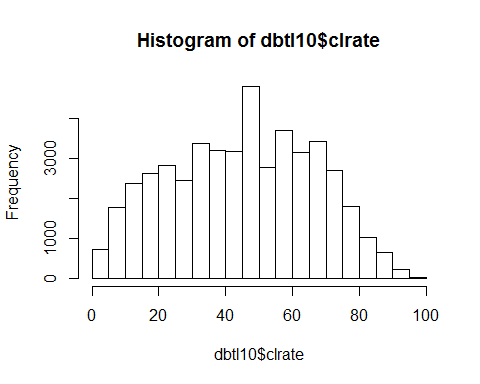 Histogram of dbtl10$clrate
Frequency
3000
1000
0
0 20 40 60 80 100
dbtl10$clrate